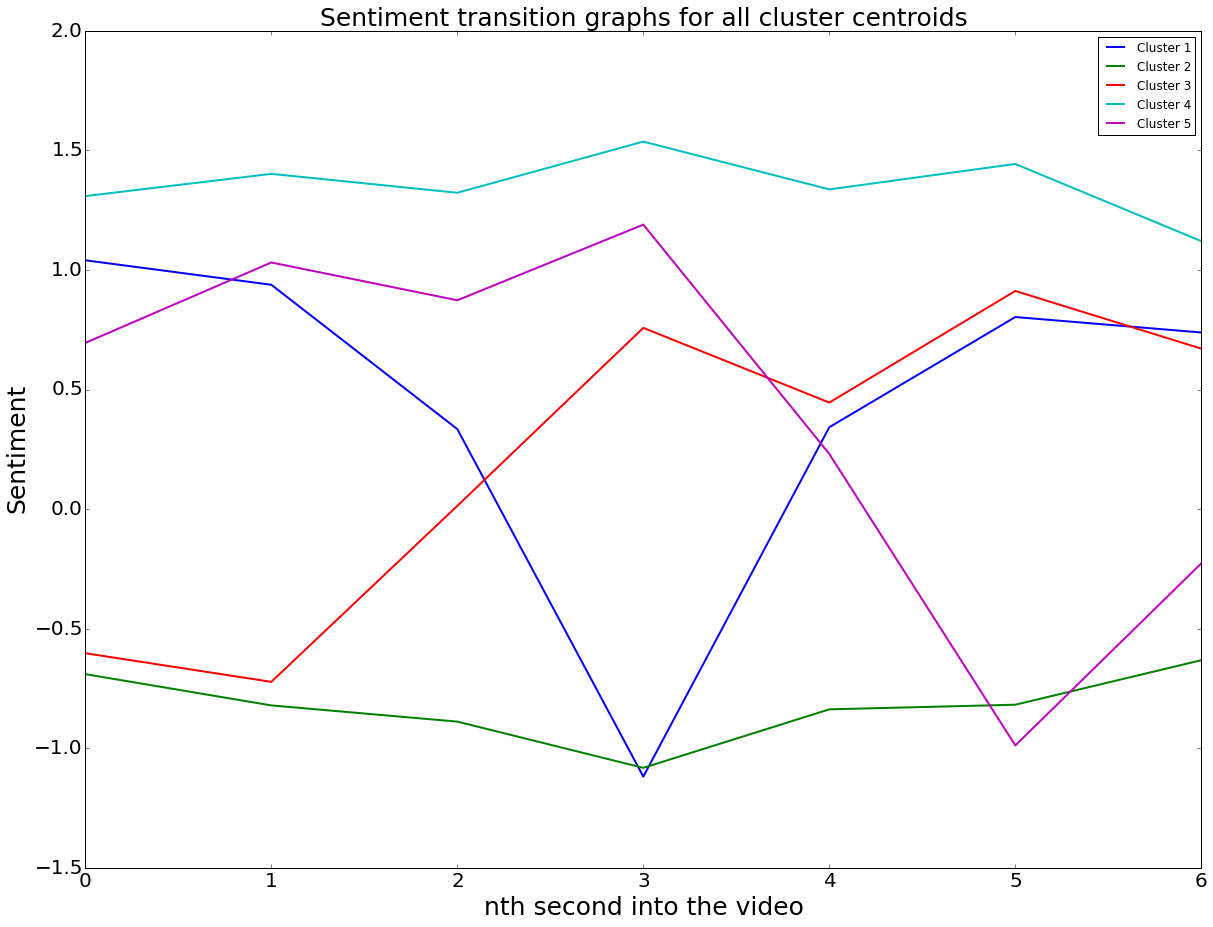 Sentiment transition graphs for all cluster centroids
2.0
1.5
1.0
0.5
0.0
−0.5
−1.0
−1.5
Sentiment
Cluster 1
Cluster 2
Cluster 3
Cluster 4
Cluster 5
0 1 2 3 4 5 6
nth second into the video